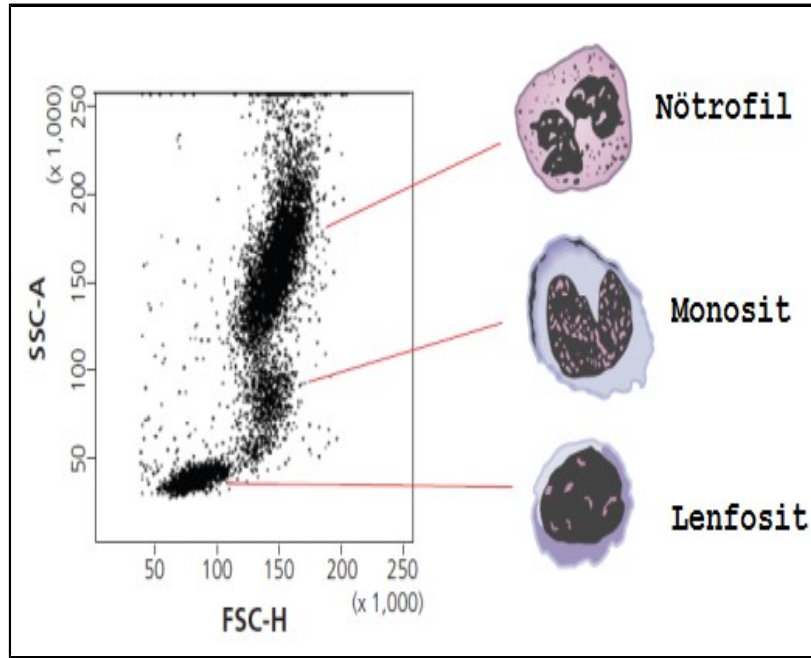 Nötrofil
Monosit
Lenfosit
SSC-A
(x 1,000)
250
200
150
100
50
50 100 150 200 250
(x 1,000)
FSC-H